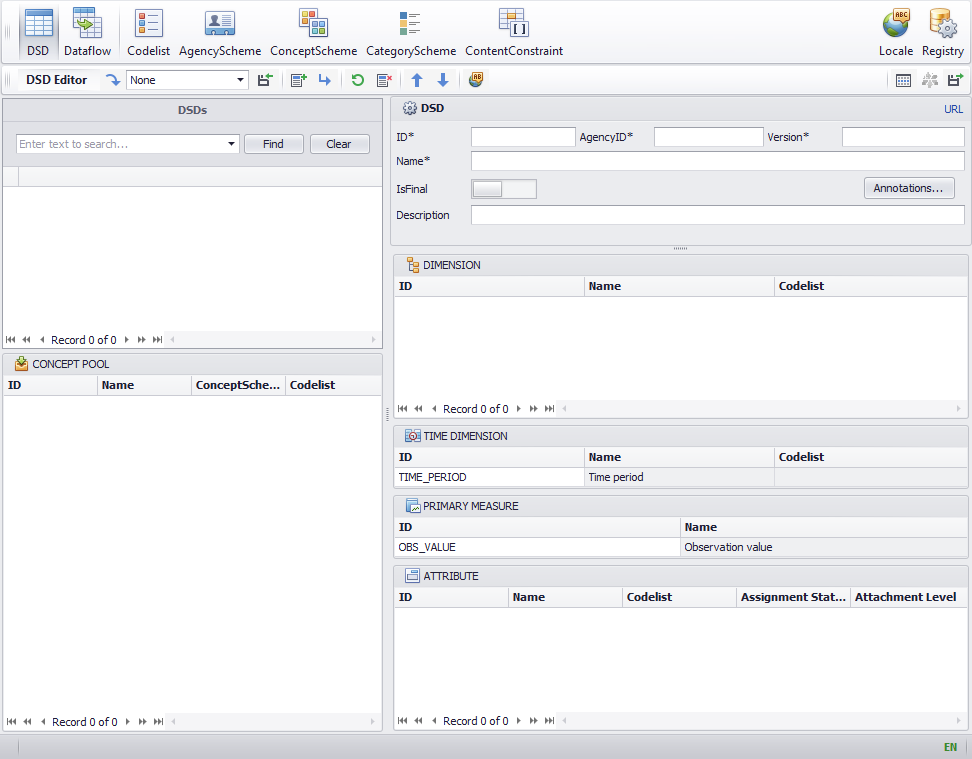 ABC
DSD Dataflow Codelist AgencyScheme ConceptScheme CategoryScheme ContentConstraint Locale Registry
DSD Editor None
DSDs
Enter text to search... Find Clear
Record 0 of 0
CONCEPT POOL
ID Name ConceptSche... Codelist
Record 0 of 0
DSD URL
ID* AgencyID* Version*
Name*
IsFinal Annotations...
Description
DIMENSION
ID Name Codelist
Record 0 of 0
TIME DIMENSION
ID Name Codelist
TIME_PERIOD Time period
PRIMARY MEASURE
ID Name
OBS_VALUE Observation value
ATTRIBUTE
ID Name Codelist Assignment Stat... Attachment Level
Record 0 of 0
EN